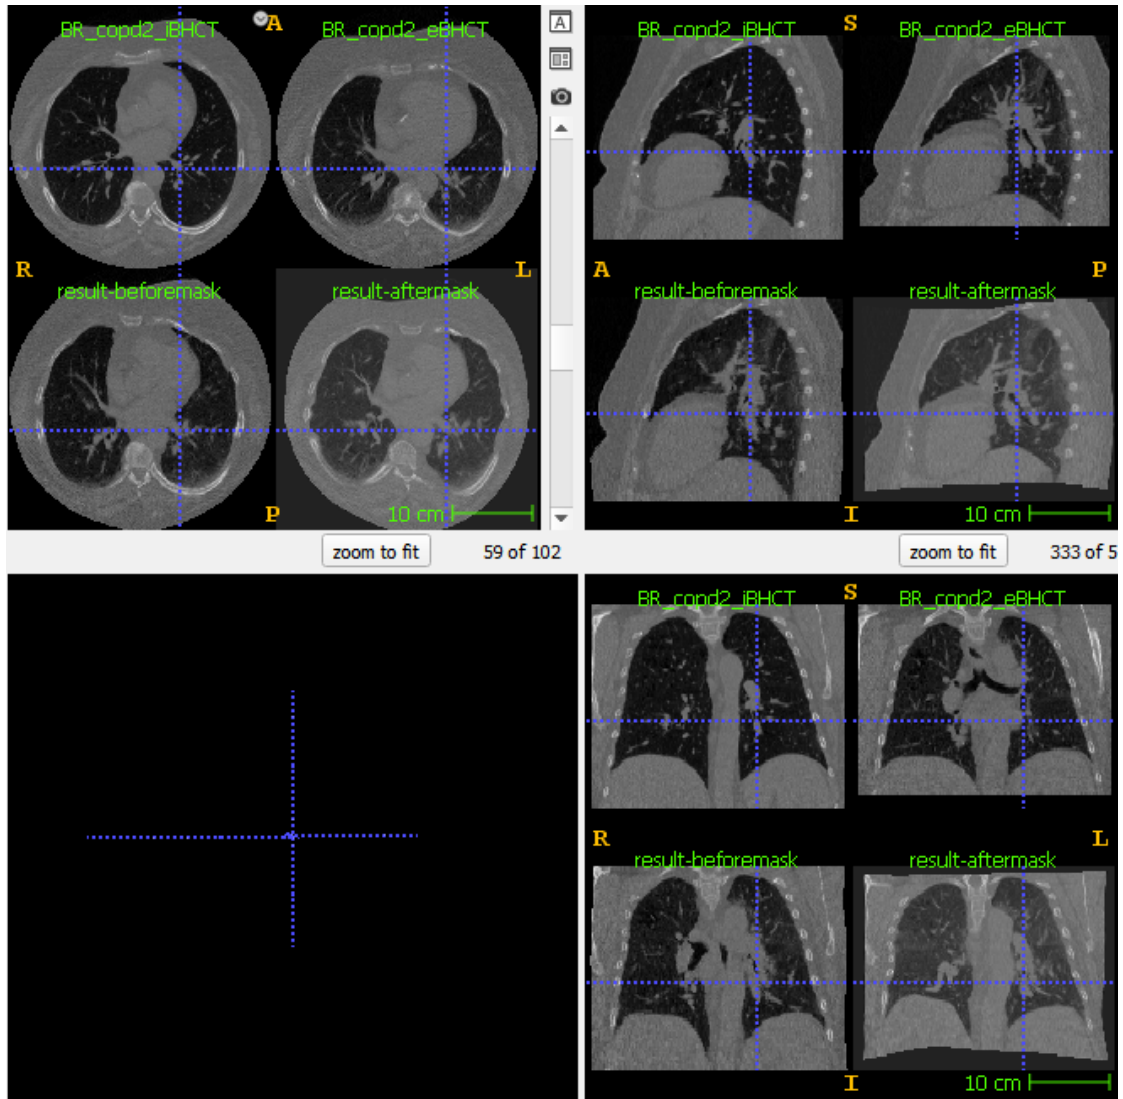 BR_copd2_iBHCT
A
BR_copd2_eBHCT
R
L
result-beforemask
result-aftermask
P
10 cm
zoom to fit
59 of 102
A
BR_copd2_iBHCT
S
BR_copd2_eBHCT
A
P
result-beforemask
result-aftermask
I
10 cm
zoom to fit
333 of 5
BR_copd2_iBHCT
S
BR_copd2_eBHCT
R
L
result-beforemask
result-aftermask
I
10 cm